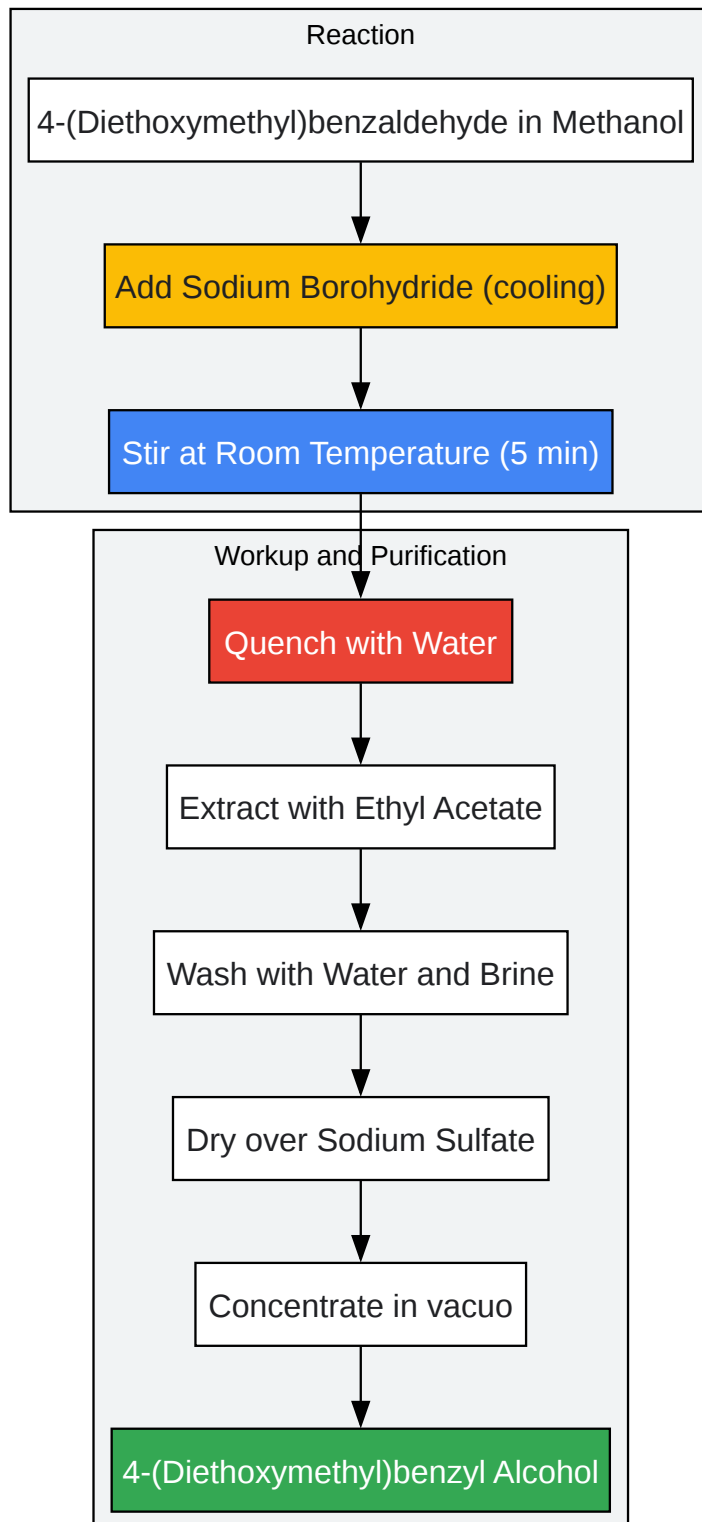 Reaction
4-(Diethoxymethyl)benzaldehyde in Methanol
Add Sodium Borohydride (cooling)
Stir at Room Temperature (5 min)
Workup and Purification
Quench with Water
Extract with Ethyl Acetate
Wash with Water and Brine
Dry over Sodium Sulfate
Concentrate in vacuo
4-(Diethoxymethyl)benzyl Alcohol